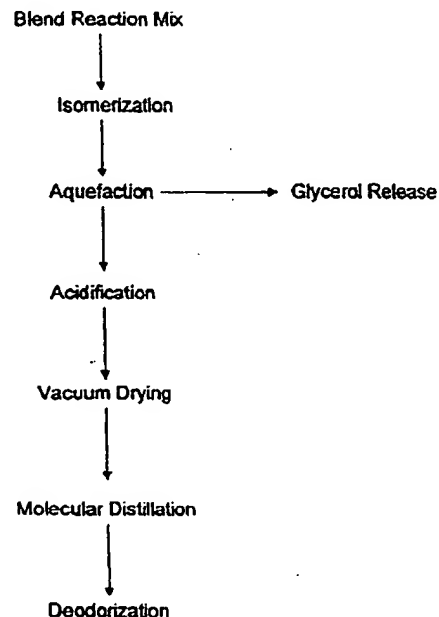 Blend Reaction Mix
Isomerization
Aquefaction
Glycerol Release
Acidification
Vacuum Drying
Molecular Distillation
Deodorization